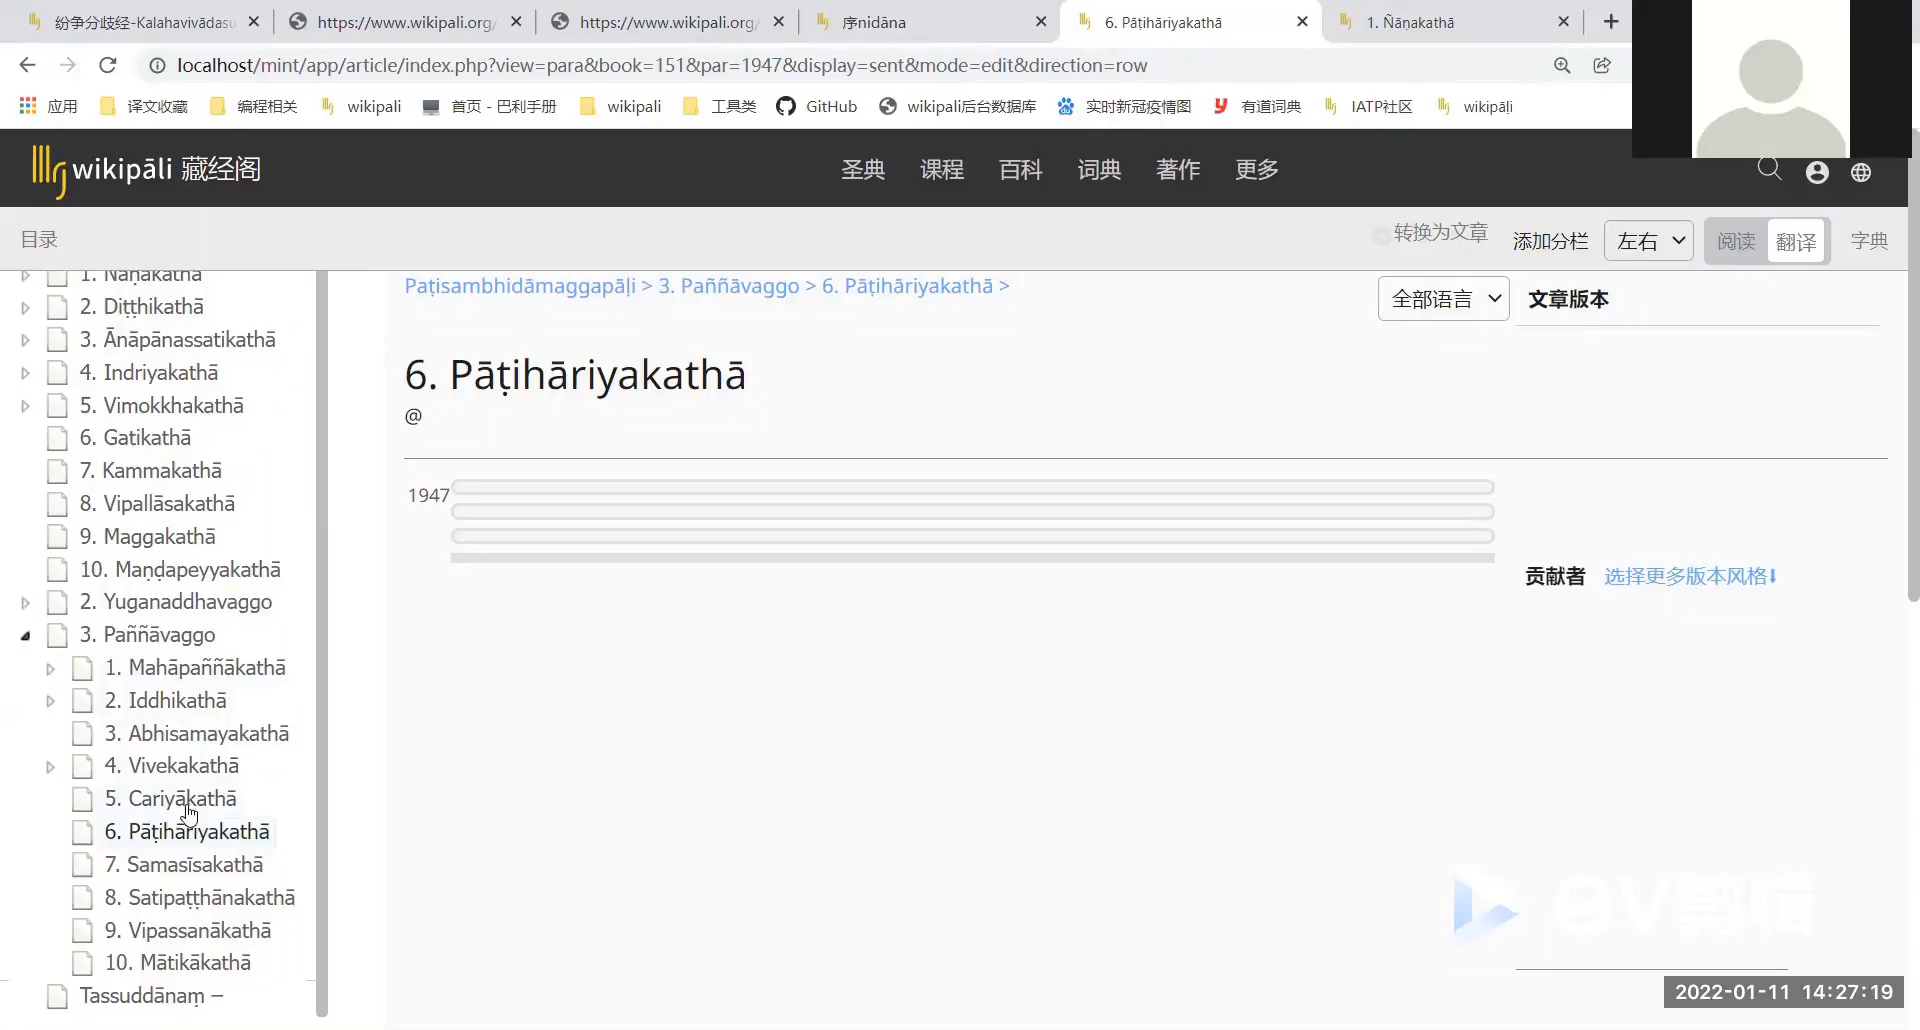 纷争分歧经-Kalahavivādasu
https://www.wikipali.org/
https://www.wikipali.org/
序nidāna
6. Pāṭihāriyakathā
1. Ñāṇakathā
localhost/mint/app/article/index.php?view=para&book=151&par=1947&display=sent&mode=edit&direction=row
应用
译文收藏
编程相关
wikipali
首页 - 巴利手册
wikipali
工具类
GitHub
wikipali后台数据库
实时新冠疫情图
有道词典
IATP社区
wikipāḷi
wikipāli 藏经阁
圣典
课程
百科
词典
著作
更多
目录
转换为文章
添加分栏
左右
阅读
翻译
字典
1. Ñāṇakathā
2. Diṭṭhikathā
3. Ānāpānassatikathā
4. Indriyakathā
5. Vimokkhakathā
6. Gatikathā
7. Kammakathā
8. Vipallāsakathā
9. Maggakathā
10. Maṇḍapeyyakathā
2. Yuganaddhavaggo
3. Paññāvaggo
1. Mahāpaññākathā
2. Iddhikathā
3. Abhisamayakathā
4. Vivekakathā
5. Cariyākathā
6. Pāṭihāriyakathā
7. Samasīsakathā
8. Satipaṭṭhānakathā
9. Vipassanākathā
10. Mātikākathā
Tassuddānaṃ –
Paṭisambhidāmaggapāḷi > 3. Paññāvaggo > 6. Pāṭihāriyakathā >
全部语言
文章版本
6. Pāṭihāriyakathā
@
1947
贡献者
选择更多版本风格⬇
EV剪辑
2022-01-11 14:27:19